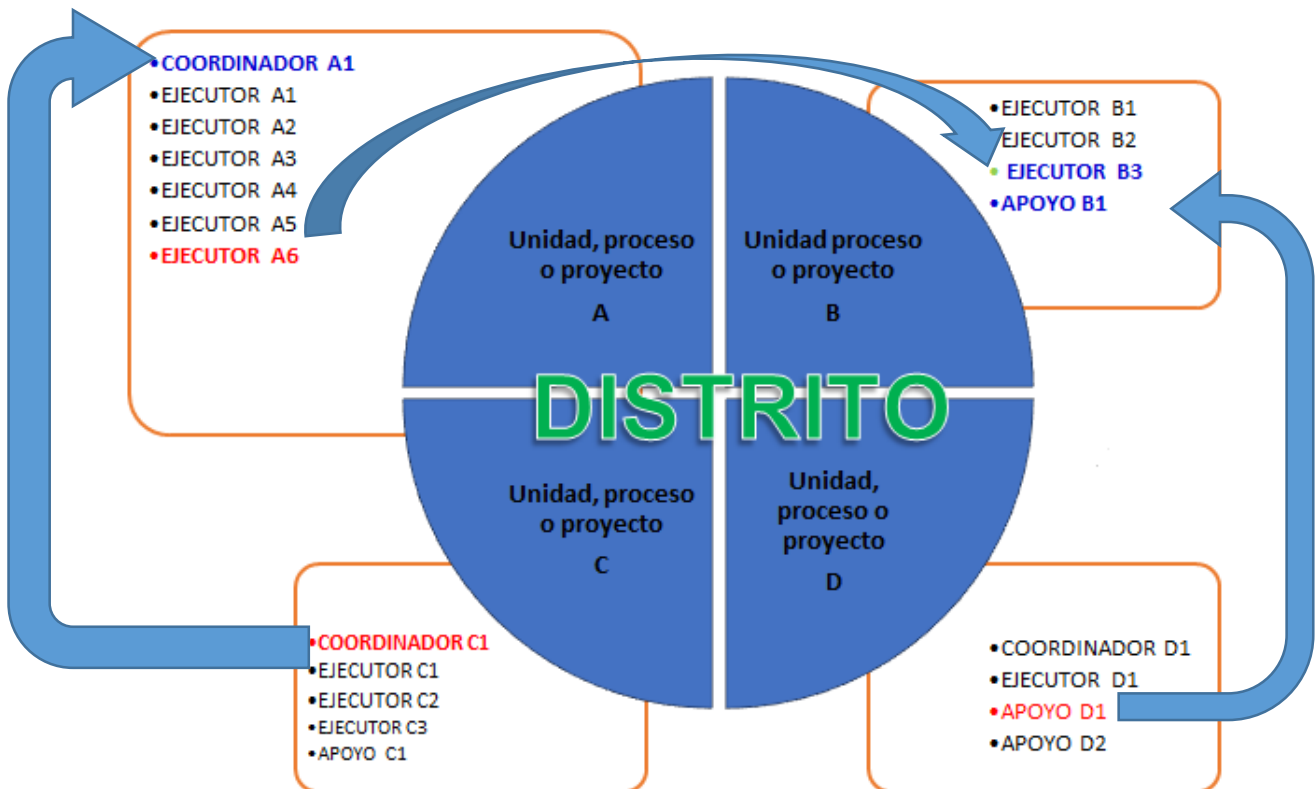 •COORDINADOR A1
•EJECUTOR A1
•EJECUTOR A2
•EJECUTOR A3
•EJECUTOR A4
•EJECUTOR A5
•EJECUTOR A6
•EJECUTOR B1
EJECUTOR B2
• EJECUTOR B3
•APOYO B1
Unidad, proceso
o proyecto
A
Unidad proceso
o proyecto
B
DISTRITO
Unidad, proceso
o proyecto
C
Unidad,
proceso o
proyecto
D
•COORDINADOR C1
•EJECUTOR C1
•EJECUTOR C2
•EJECUTOR C3
•APOYO C1
•COORDINADOR D1
•EJECUTOR D1
•APOYO D1
•APOYO D2